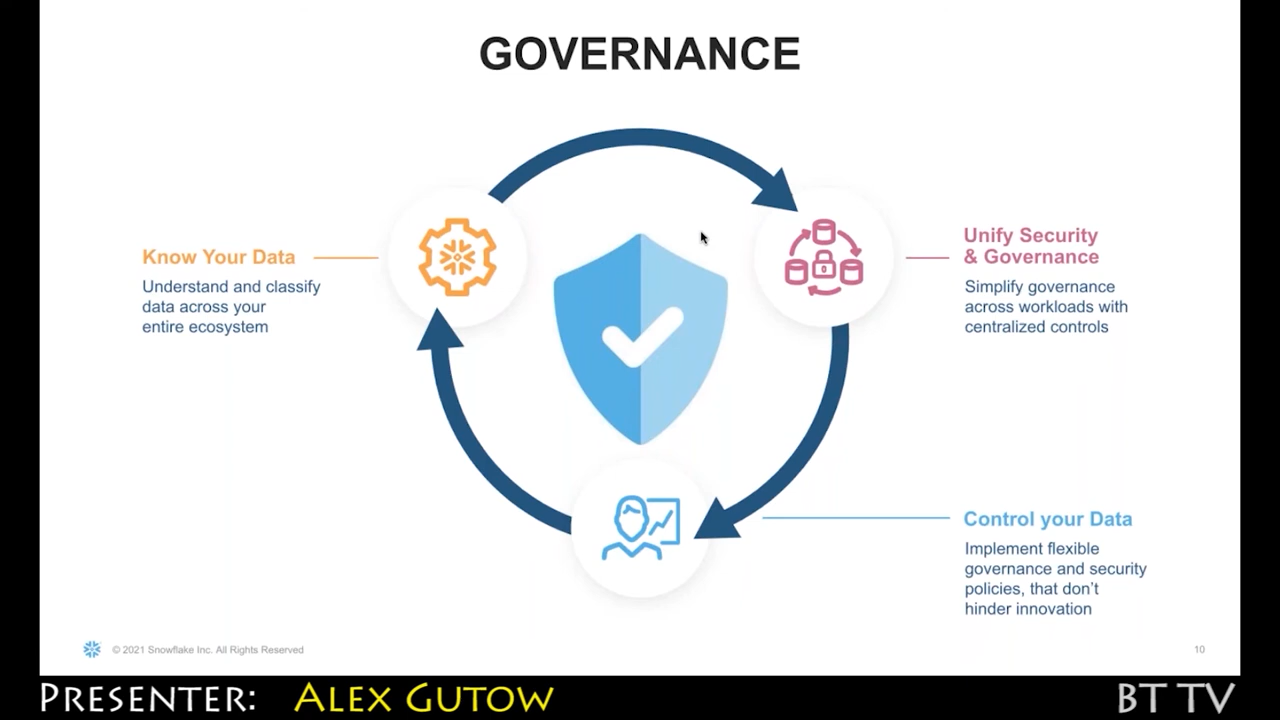 GOVERNANCE
Know Your Data
Understand and classify
data across your
entire ecosystem
Unify Security
& Governance
Simplify governance
across workloads with
centralized controls
Control your Data
Implement flexible
governance and security
policies, that don't
hinder innovation
© 2021 Snowflake Inc. All Rights Reserved
10
PRESENTER: ALEX GUTOW
BT TV